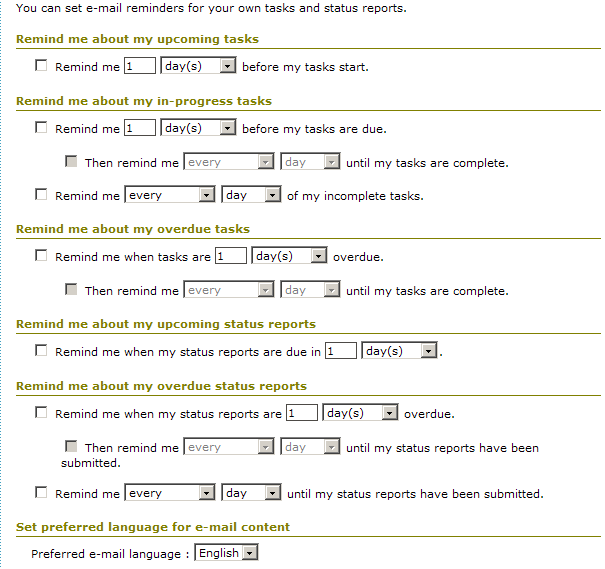 You can set e-mail reminders for your own tasks and status reports.
Remind me about my upcoming tasks
Remind me 1 day(s) before my tasks start.
Remind me about my in-progress tasks
Remind me 1 day(s) before my tasks are due.
Then remind me every day until my tasks are complete.
Remind me every day of my incomplete tasks.
Remind me about my overdue tasks
Remind me when tasks are 1 day(s) overdue.
Then remind me every day until my tasks are complete.
Remind me about my upcoming status reports
Remind me when my status reports are due in 1 day(s) .
Remind me about my overdue status reports
Remind me when my status reports are 1 day(s) overdue.
Then remind me every day until my status reports have been
submitted.
Remind me every day until my status reports have been submitted.
Set preferred language for e-mail content
Preferred e-mail language : English